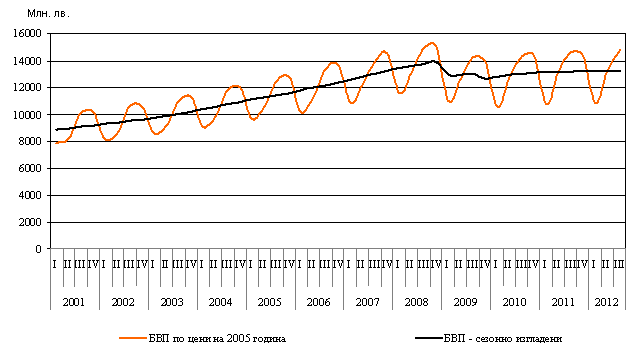 Млн. лв.
16000
14000
12000
10000
8000
6000
4000
2000
0
I II III IV I II III IV I II III IV I II III IV I II III IV I II III IV I II III IV I II III IV I II III IV I II III IV I II III IV I II III
2001 2002 2003 2004 2005 2006 2007 2008 2009 2010 2011 2012
БВП по цени на 2005 година БВП - сезонно изгладени